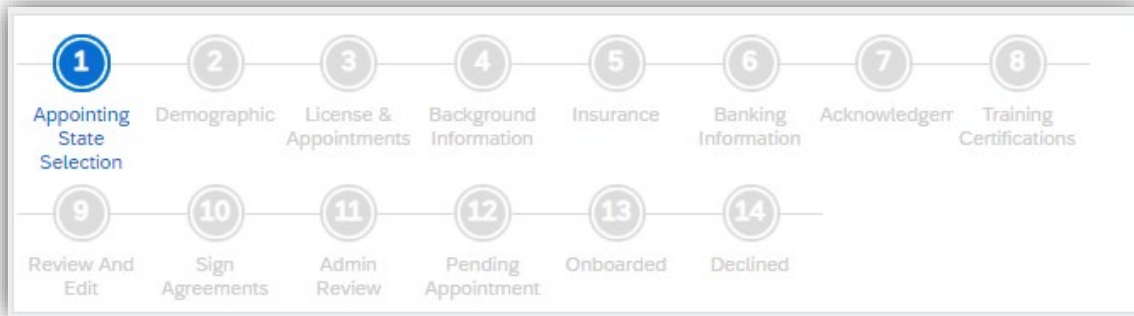 1 2 3 4 5 6 7 8
Appointing Demographic License & Background Insurance Banking Acknowledgerr Training
State Appointments Information Information Certifications
Selection
9 10 11 12 13 14
Review And Sign Admin Pending Onboarded Declined
Edit Agreements Review Appointment